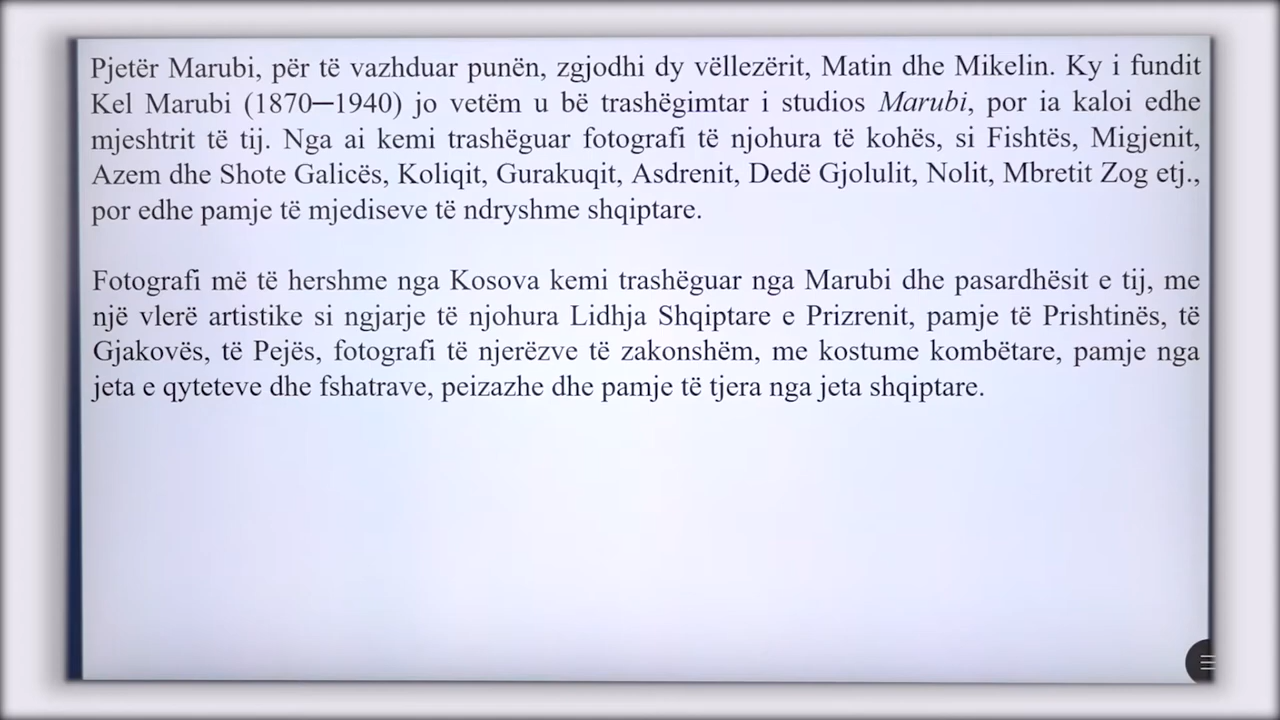 Pjetër Marubi, për të vazhduar punën, zgjodhi dy vëllezërit, Matin dhe Mikelin. Ky i fundit
Kel Marubi (1870—1940) jo vetëm u bë trashëgimtar i studios Marubi, por ia kaloi edhe
mjeshtrit të tij. Nga ai kemi trashëguar fotografi të njohura të kohës, si Fishtës, Migjenit,
Azem dhe Shote Galicës, Koliqit, Gurakuqit, Asdrenit, Dedë Gjolulit, Nolit, Mbretit Zog etj.,
por edhe pamje të mjediseve të ndryshme shqiptare.
Fotografi më të hershme nga Kosova kemi trashëguar nga Marubi dhe pasardhësit e tij, me
një vlerë artistike si ngjarje të njohura Lidhja Shqiptare e Prizrenit, pamje të Prishtinës, të
Gjakovës, të Pejës, fotografi të njerëzve të zakonshëm, me kostume kombëtare, pamje nga
jeta e qyteteve dhe fshatrave, peizazhe dhe pamje të tjera nga jeta shqiptare.